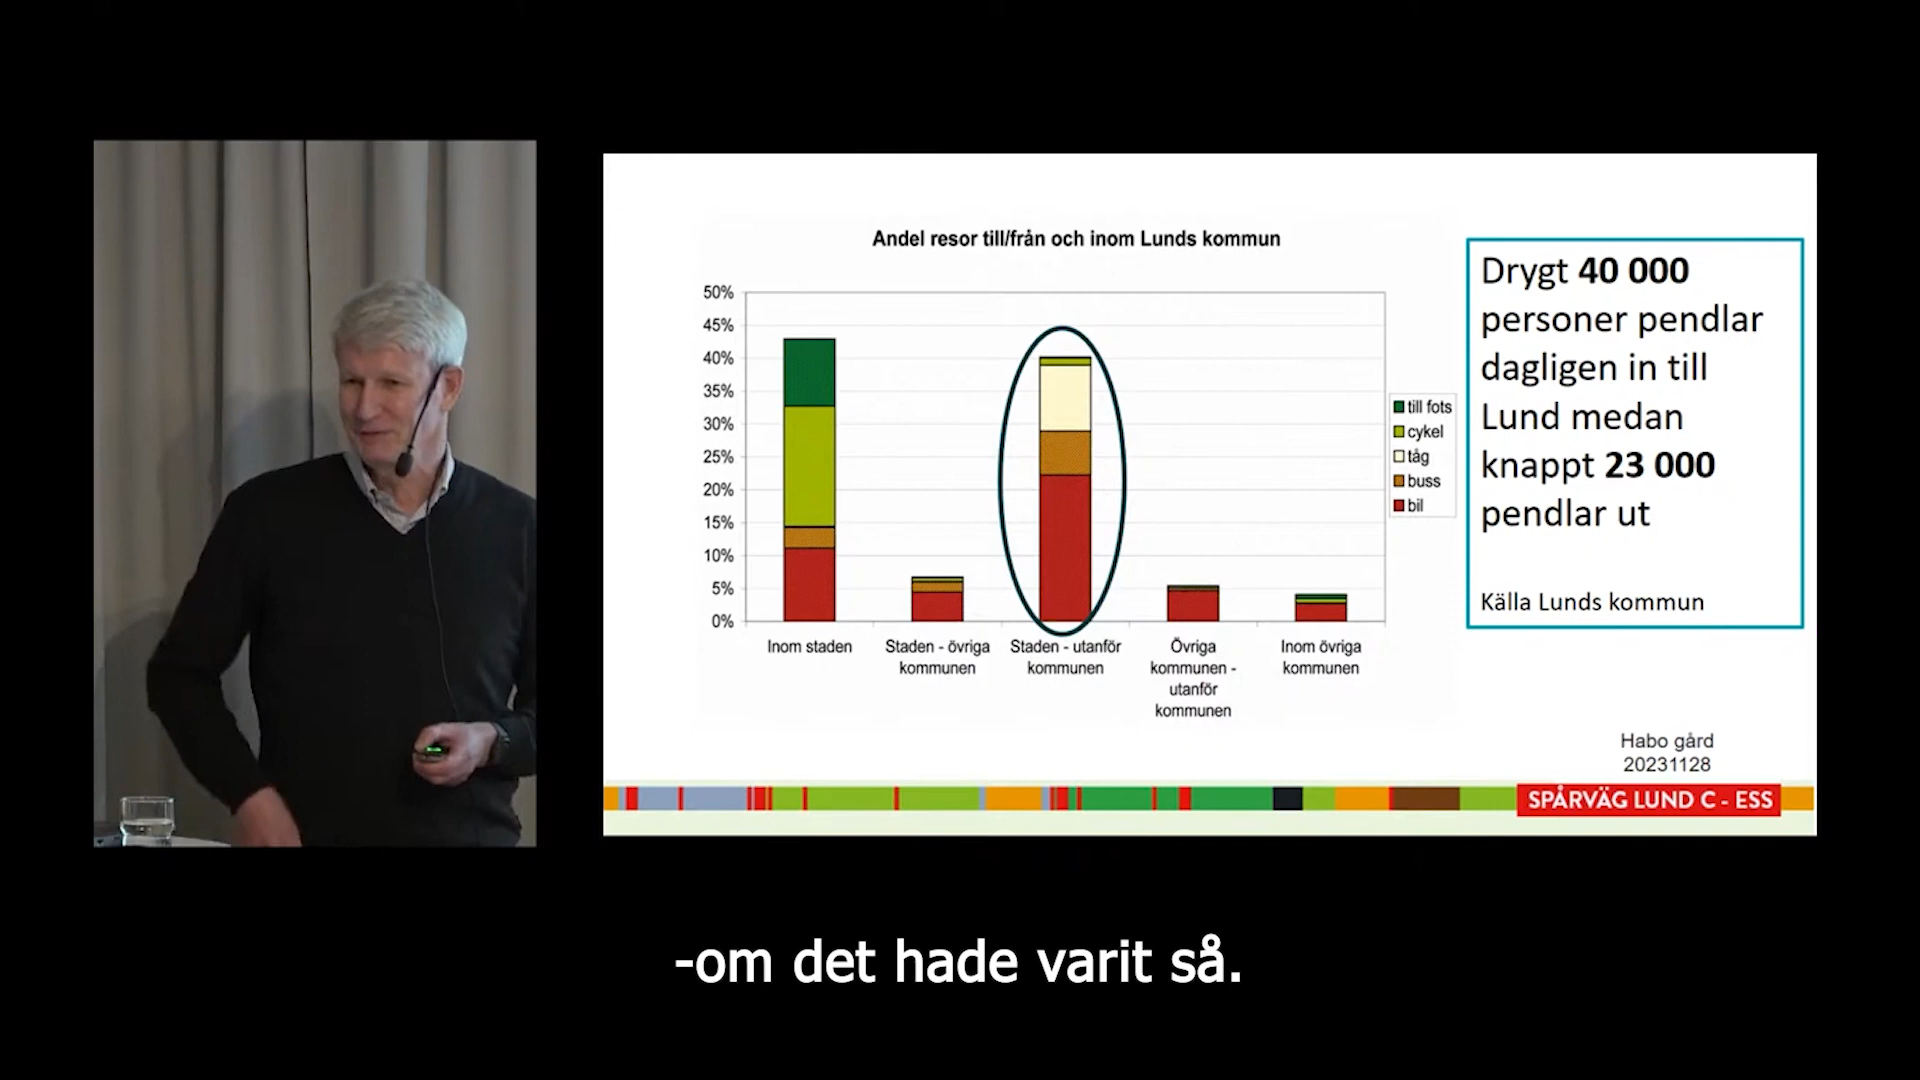 Andel resor till/från och inom Lunds kommun
50%
45%
40%
35%
30%
25%
20%
15%
10%
5%
0%
Inom staden
Staden - övriga
kommunen
Staden - utanför
kommunen
Övriga
kommunen -
utanför
kommunen
Inom övriga
kommunen
till fots
cykel
tåg
buss
bil
Drygt 40 000
personer pendlar
dagligen in till
Lund medan
knappt 23 000
pendlar ut
Källa Lunds kommun
Habo gård
20231128
SPÅRVÄG LUND C - ESS
-om det hade varit så.